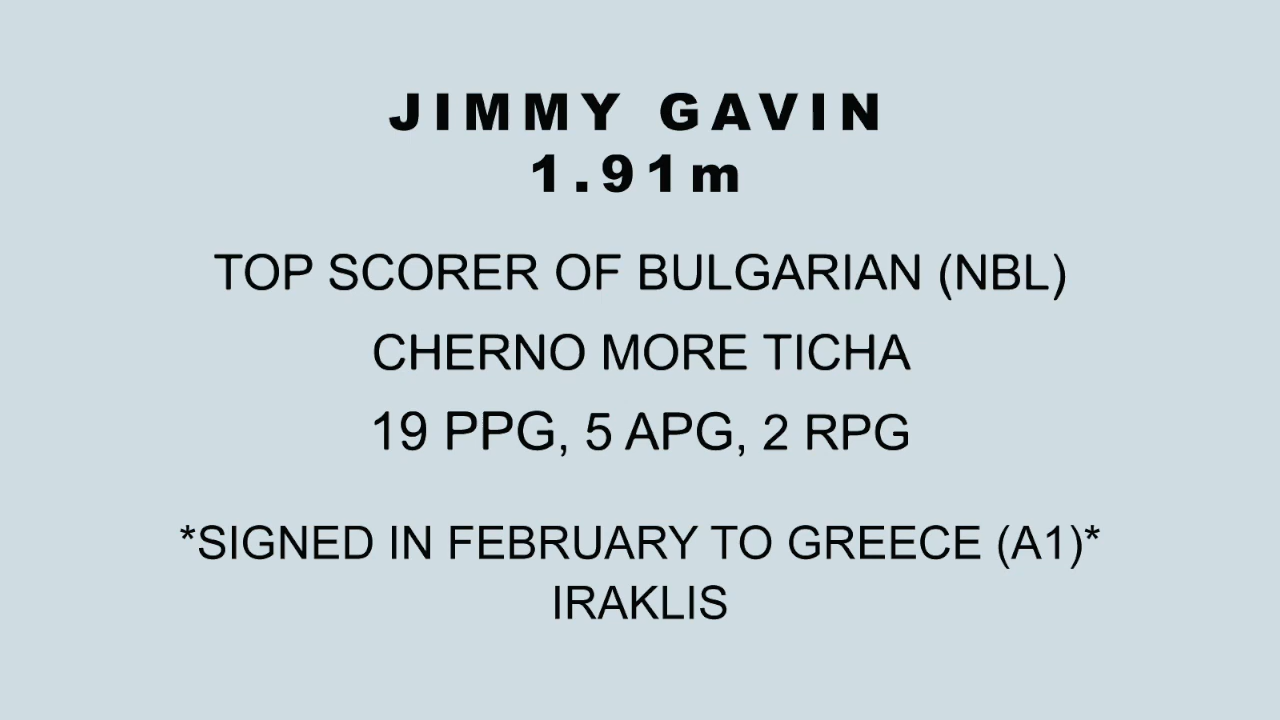 JIMMY GAVIN
1.91m
TOP SCORER OF BULGARIAN (NBL)
CHERNO MORE TICHA
19 PPG, 5 APG, 2 RPG
*SIGNED IN FEBRUARY TO GREECE (A1)*
IRAKLIS